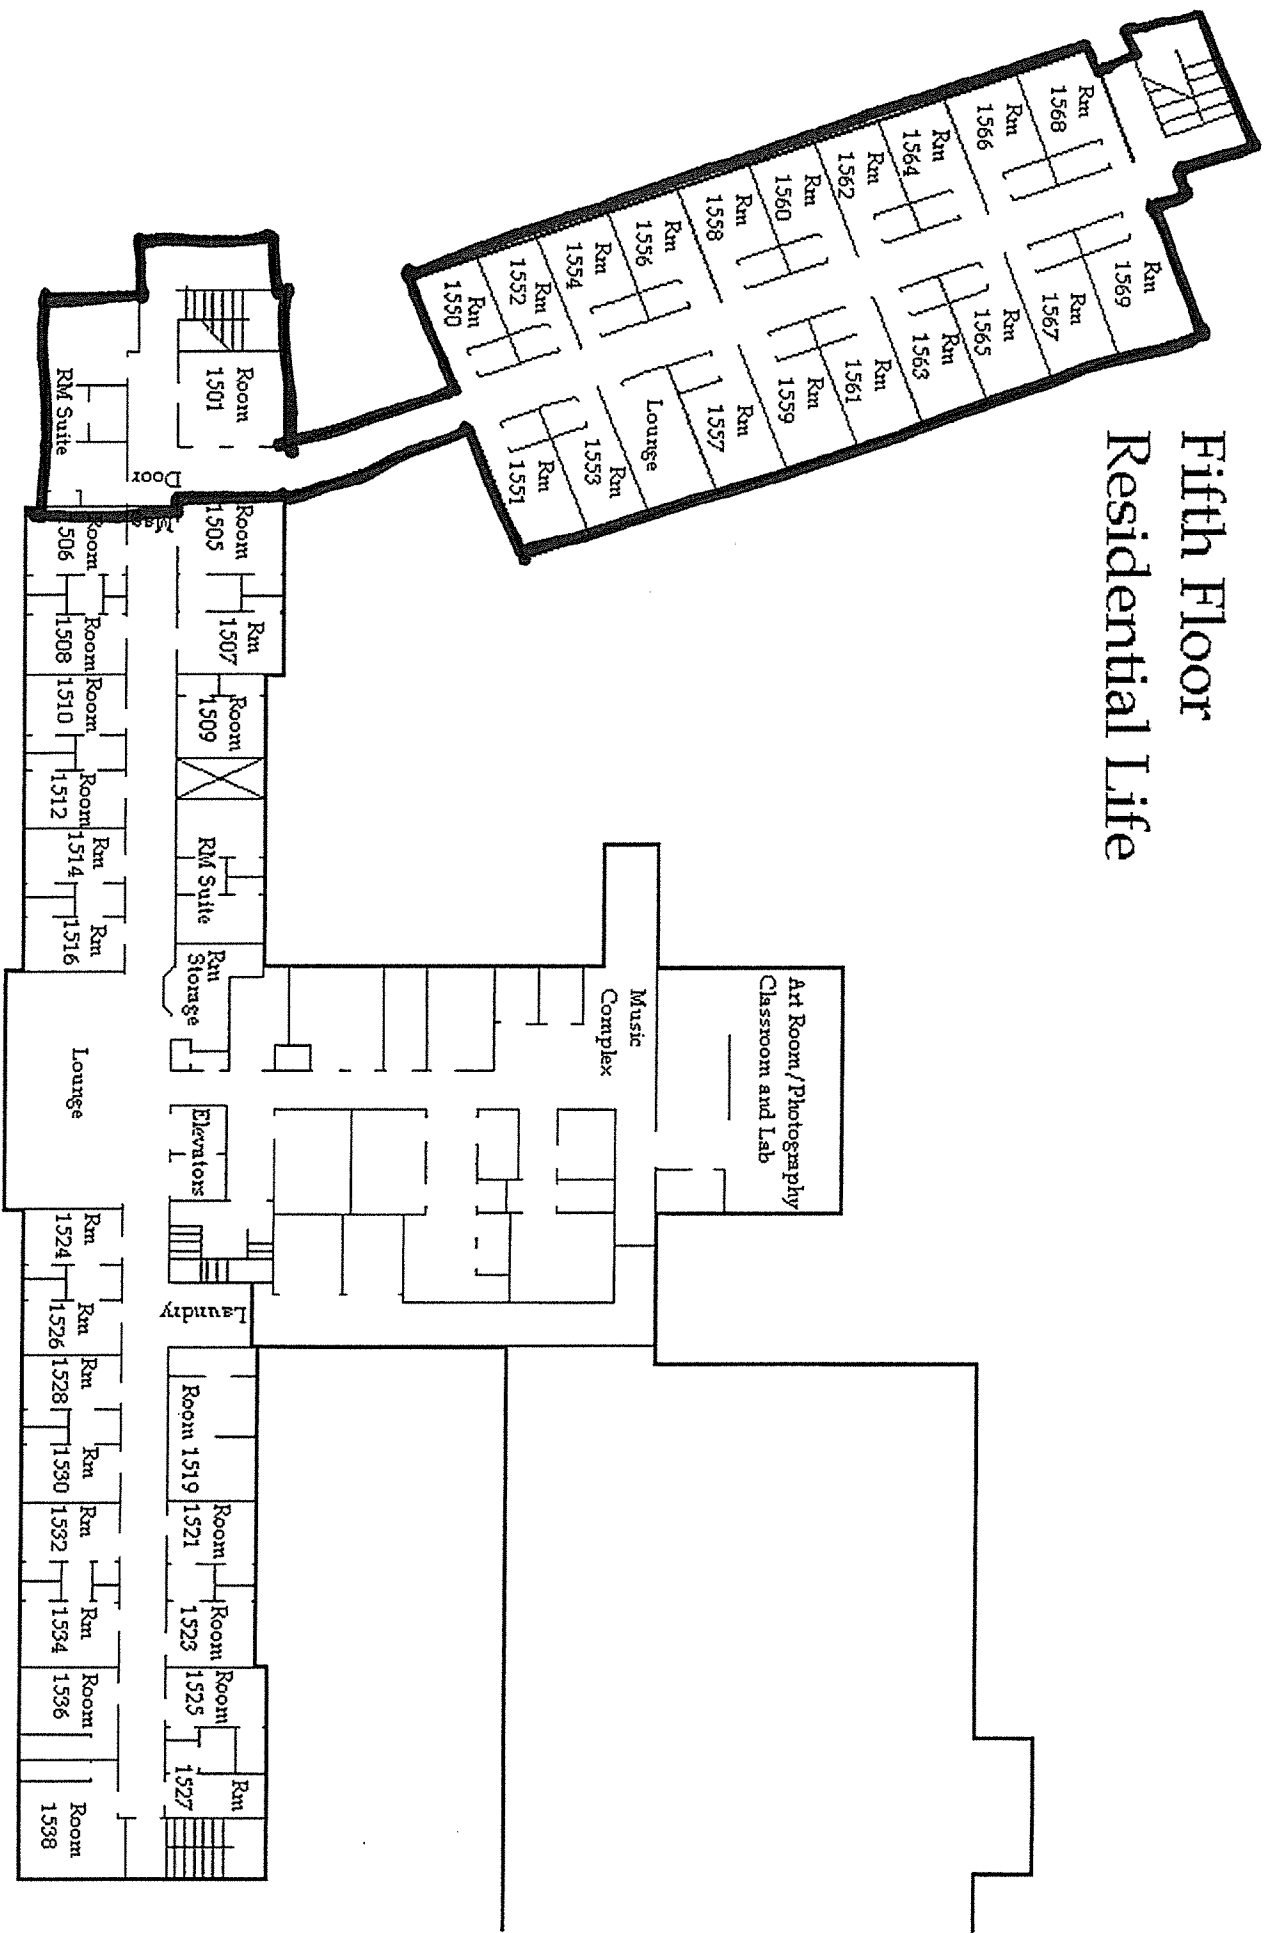 Fifth Floor
Residential Life
Rm
1568
Rm
1566
Rm
1564
Rm
1562
Rm
1560
Rm
1558
Rm
1556
Rm
1554
Rm
1552
Rm
1550
Rm
1569
Rm
1567
Rm
1565
Rm
1563
Rm
1561
Rm
1559
Rm
1557
Lounge
Rm
1553
Rm
1551
Room
1501
RM Suite
Door
Mag
Room
1505
Rm
1507
Room
1509
RM Suite
Rm
Storage
Room
1506
Room
1508
Room
1510
Room
1512
Rm
1514
Rm
1516
Lounge
Elevators
Music
Complex
Art Room/Photography
Classroom and Lab
Laundry
Room 1519
Room
1521
Room
1523
Room
1525
Rm
1527
Rm
1524
Rm
1526
Rm
1528
Rm
1530
Rm
1532
Rm
1534
Room
1536
Room
1538